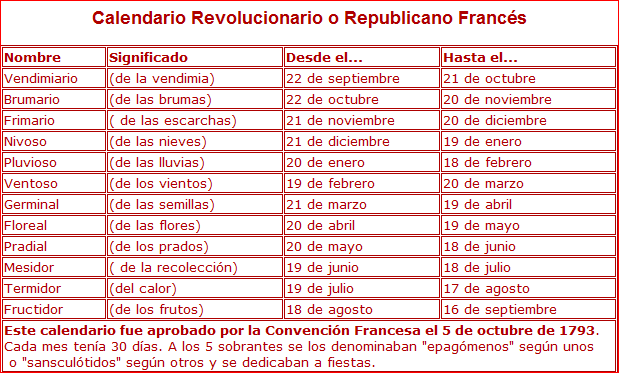 Calendario Revolucionario o Republicano Francés
Nombre Significado Desde el... Hasta el...
Vendimiario (de la vendimia) 22 de septiembre 21 de octubre
Brumario (de las brumas) 22 de octubre 20 de noviembre
Frimario ( de las escarchas) 21 de noviembre 20 de diciembre
Nivoso (de las nieves) 21 de diciembre 19 de enero
Pluvioso (de las lluvias) 20 de enero 18 de febrero
Ventoso (de los vientos) 19 de febrero 20 de marzo
Germinal (de las semillas) 21 de marzo 19 de abril
Floreal (de las flores) 20 de abril 19 de mayo
Pradial (de los prados) 20 de mayo 18 de junio
Mesidor ( de la recolección) 19 de junio 18 de julio
Termidor (del calor) 19 de julio 17 de agosto
Fructidor (de los frutos) 18 de agosto 16 de septiembre
Este calendario fue aprobado por la Convención Francesa el 5 de octubre de 1793.
Cada mes tenía 30 días. A los 5 sobrantes se los denominaban "epagómenos" según unos
o "sansculótidos" según otros y se dedicaban a fiestas.